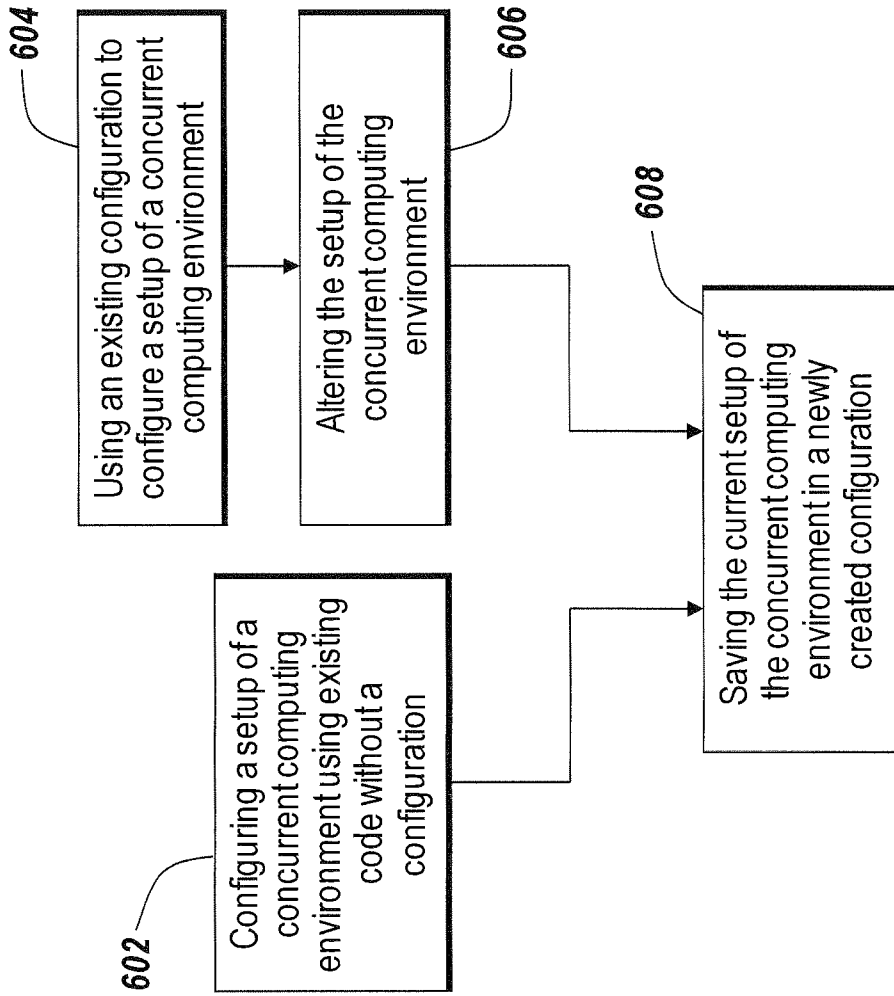 604
Using an existing configuration to
configure a setup of a concurrent
computing environment
606
Altering the setup of the
concurrent computing
environment
602
Configuring a setup of a
concurrent computing
environment using existing
code without a
configuration
608
Saving the current setup of
the concurrent computing
environment in a newly
created configuration